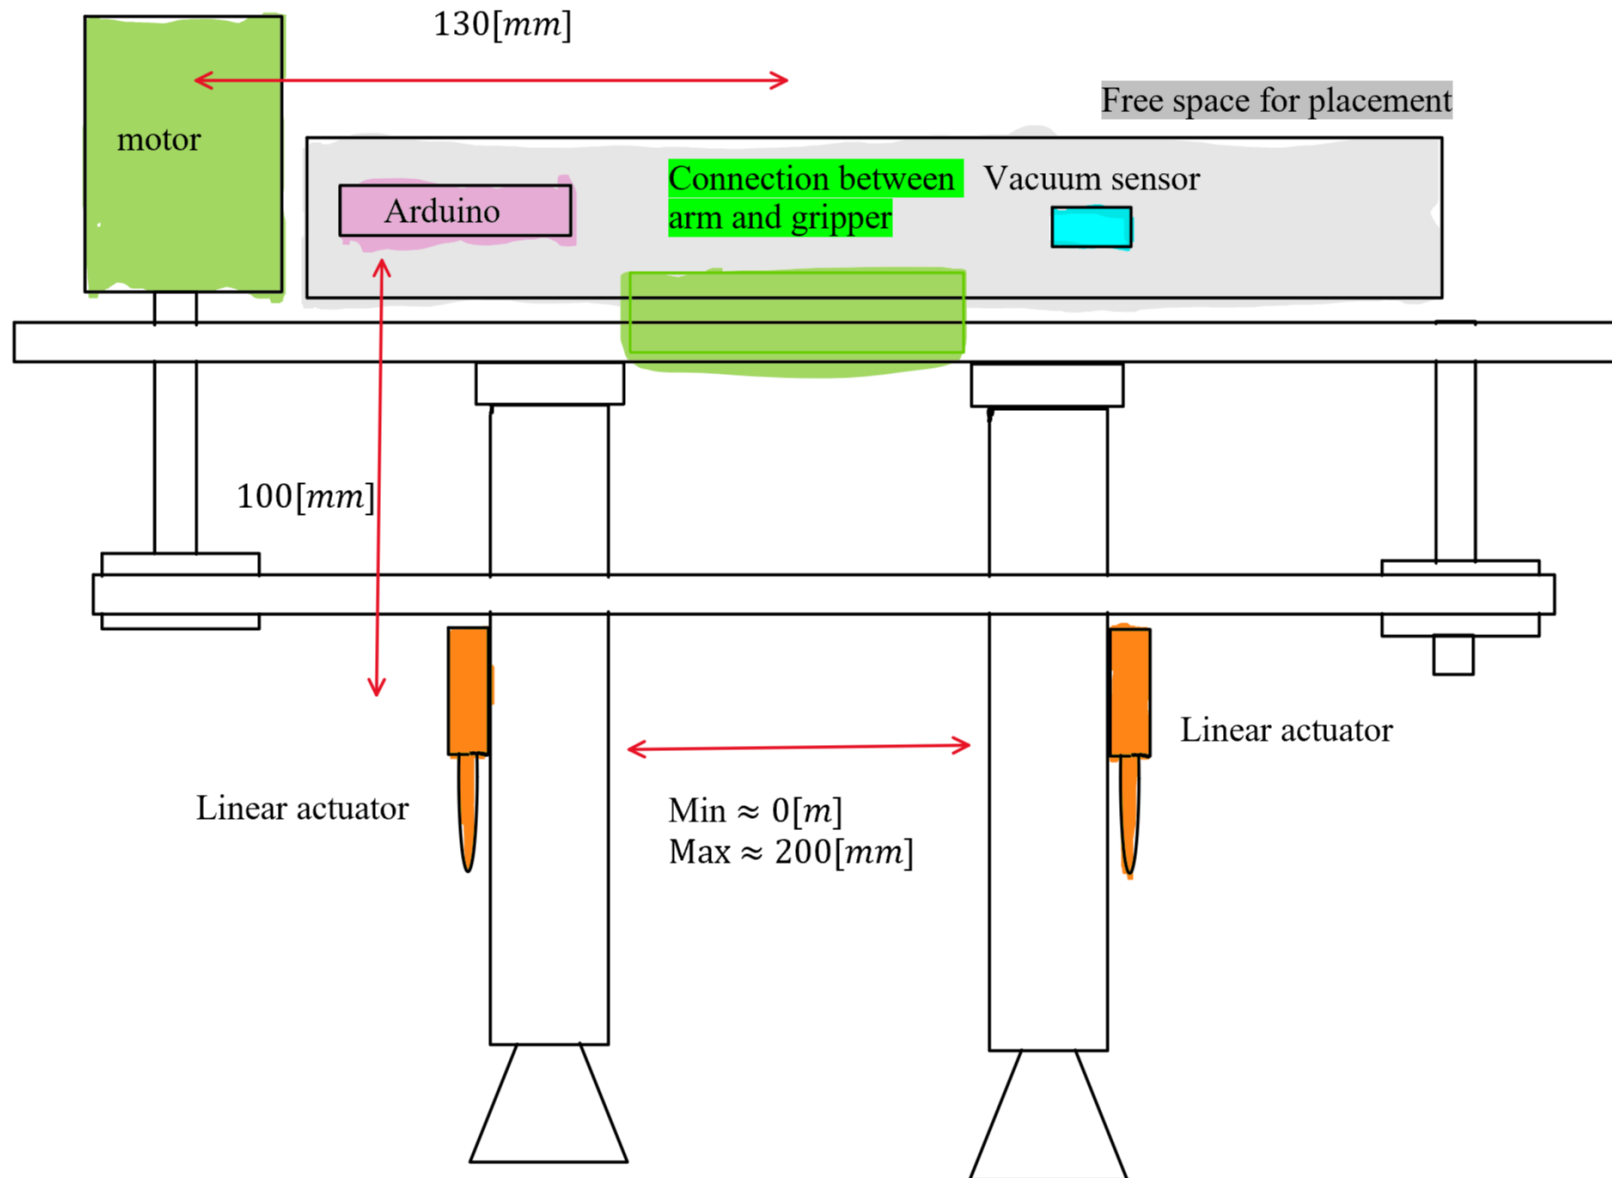 130[mm]
Free space for placement
motor
Connection between
arm and gripper
Vacuum sensor
Arduino
100[mm]
Linear actuator
Linear actuator
Min ≈ 0[m]
Max ≈ 200[mm]